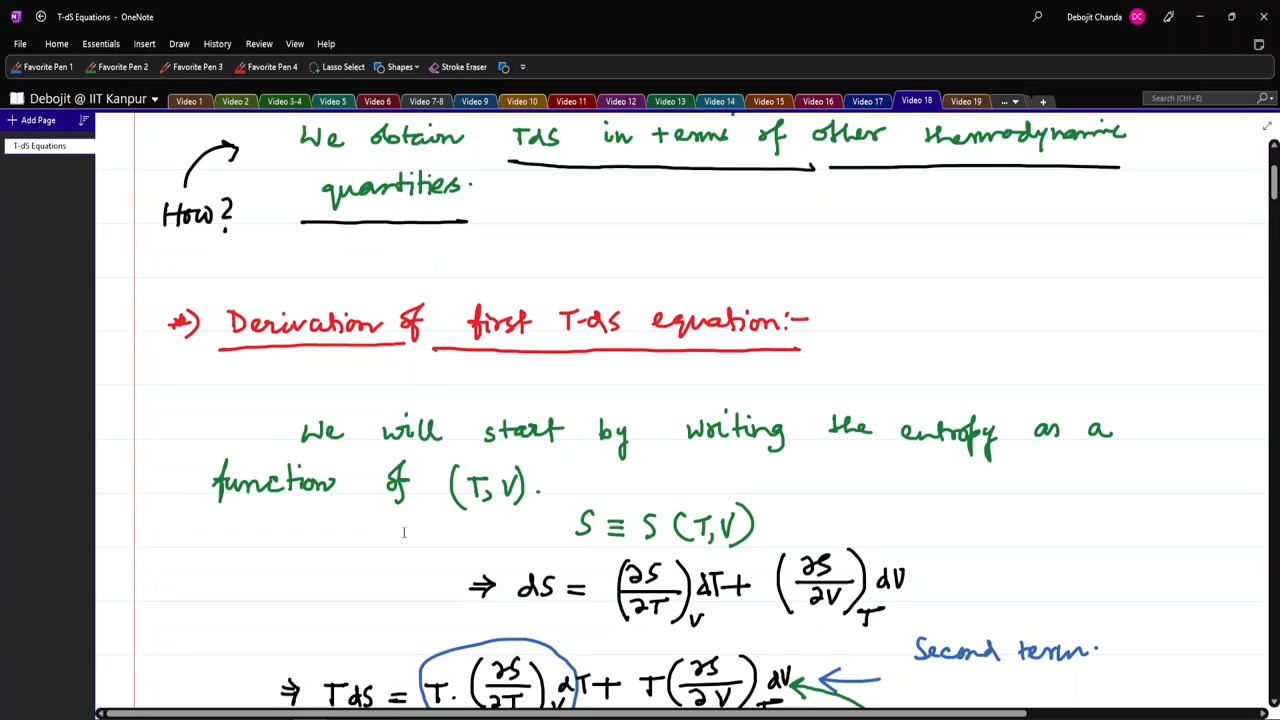 T-dS Equations - OneNote
Debojit Chanda DC
File Home Essentials Insert Draw History Review View Help
Favorite Pen 1 Favorite Pen 2 Favorite Pen 3 Favorite Pen 4 Lasso Select Shapes Stroke Eraser
Debojit @ IIT Kanpur Video 1 Video 2 Video 3-4 Video 5 Video 6 Video 7-8 Video 9 Video 10 Video 11 Video 12 Video 13 Video 14 Video 15 Video 16 Video 17 Video 18 Video 19 ... + Search (Ctrl+E)
+ Add Page
T-dS Equations
We obtain TdS in terms of other thermodynamic
quantities.
How?
*) Derivation of first T-ds equation:-
We will start by writing the entropy as a
function of (T, V).
S ≡ S (T, V)
⇒ dS = (∂S/∂T)_V dT + (∂S/∂V)_T dV
Second term.
⇒ TdS = T. (∂S/∂T)_V dT + T (∂S/∂V)_T dV